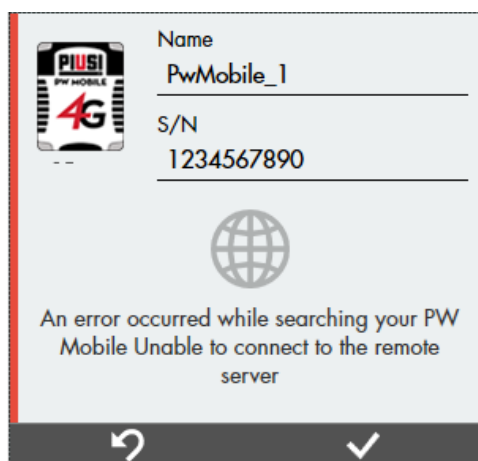 Name
PIUSI
PwMobile_1
PW MOBILE
4G
S/N
--
1234567890
An error occurred while searching your PW
Mobile Unable to connect to the remote
server